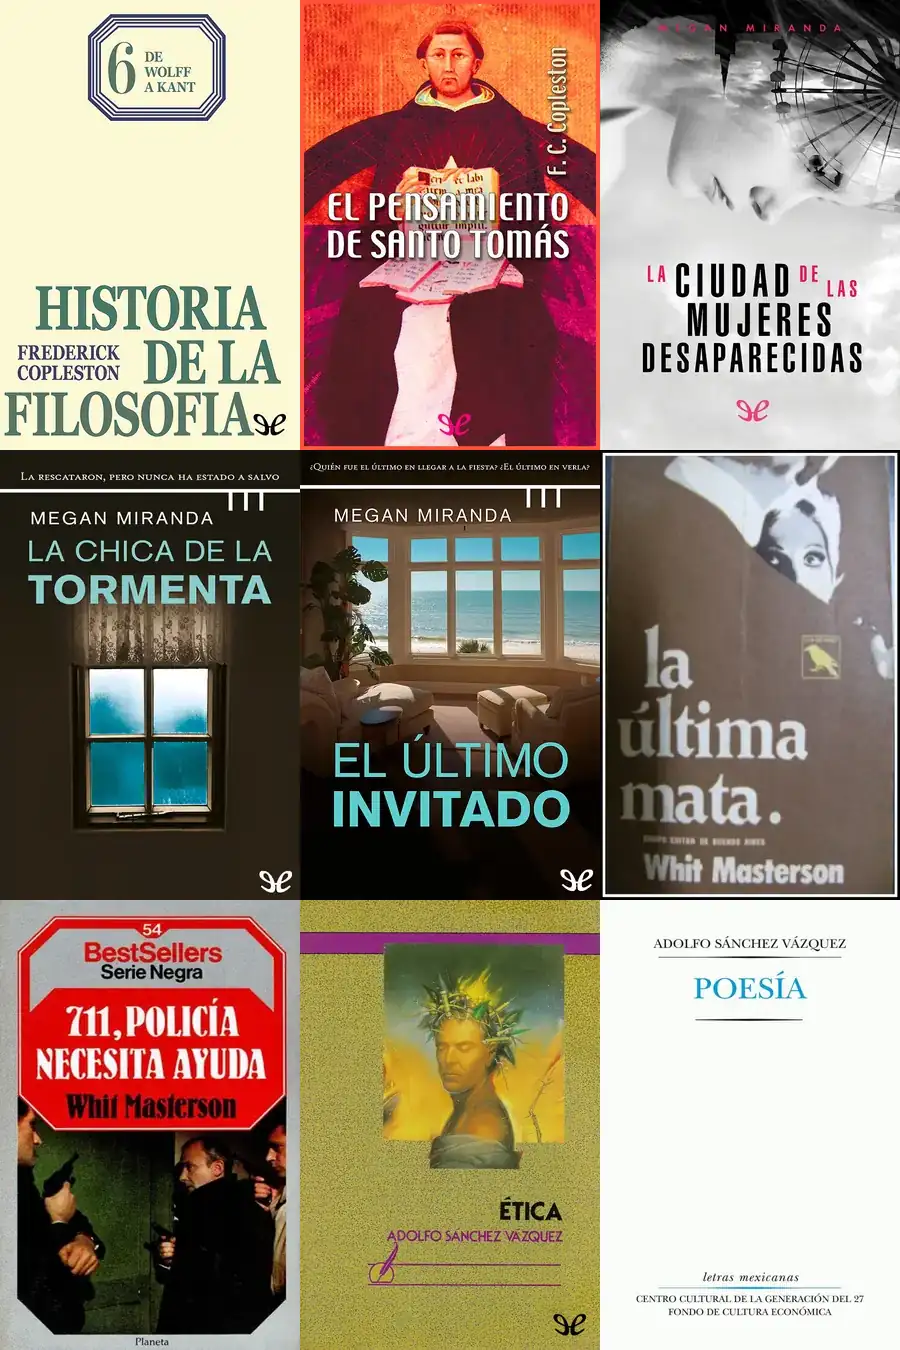 6
DE
WOLFF
A KANT
HISTORIA
FREDERICK
COPLESTON
DE LA
FILOSOFIA
F. C. Copleston
EL PENSAMIENTO
DE SANTO TOMÁS
MEGAN MIRANDA
LA CIUDAD DE LAS
MUJERES
DESAPARECIDAS
LA RESCATARON, PERO NUNCA HA ESTADO A SALVO
MEGAN MIRANDA
LA CHICA DE LA
TORMENTA
¿QUIÉN FUE EL ÚLTIMO EN LLEGAR A LA FIESTA? ¿EL ÚLTIMO EN VERLA?
MEGAN MIRANDA
EL ÚLTIMO
INVITADO
la
última
mata.
Whit Masterson
54
BestSellers
Serie Negra
711, POLICÍA
NECESITA AYUDA
Whit Masterson
Planeta
ÉTICA
ADOLFO SÁNCHEZ VÁZQUEZ
ADOLFO SÁNCHEZ VÁZQUEZ
POESÍA
letras mexicanas
CENTRO CULTURAL DE LA GENERACIÓN DEL 27
FONDO DE CULTURA ECONÓMICA